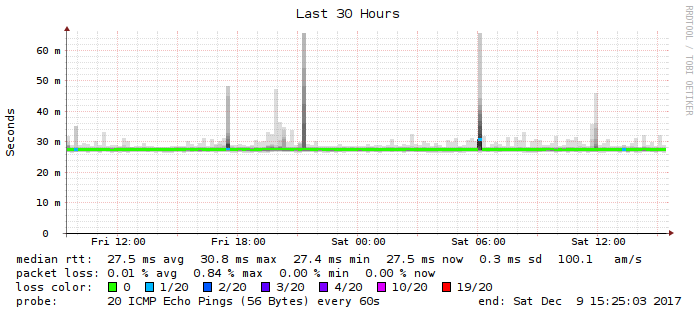 Last 30 Hours
RRDTOOL / TOBI OETIKER
Seconds
60 m
50 m
40 m
30 m
20 m
10 m
0
Fri 12:00 Fri 18:00 Sat 00:00 Sat 06:00 Sat 12:00
median rtt: 27.5 ms avg 30.8 ms max 27.4 ms min 27.5 ms now 0.3 ms sd 100.1 am/s
packet loss: 0.01 % avg 0.84 % max 0.00 % min 0.00 % now
loss color: 0 1/20 2/20 3/20 4/20 10/20 19/20
probe: 20 ICMP Echo Pings (56 Bytes) every 60s end: Sat Dec 9 15:25:03 2017